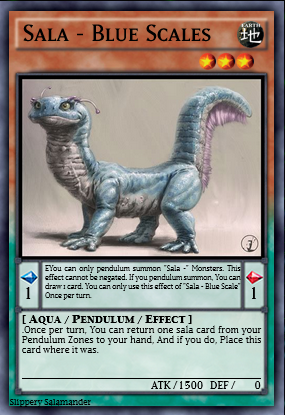 Sala - Blue Scales
EARTH
地
EYou can only pendulum summon "Sala -" Monsters. This
effect cannot be negated. If you pendulum summon, You can
draw 1 card. You can only use this effect of "Sala - Blue Scale"
Once per turn.
1
1
[ Aqua / Pendulum / Effect ]
.Once per turn, You can return one sala card from your
Pendulum Zones to your hand, And if you do, Place this
card where it was.
ATK / 1500 DEF / 0
Slippery Salamander